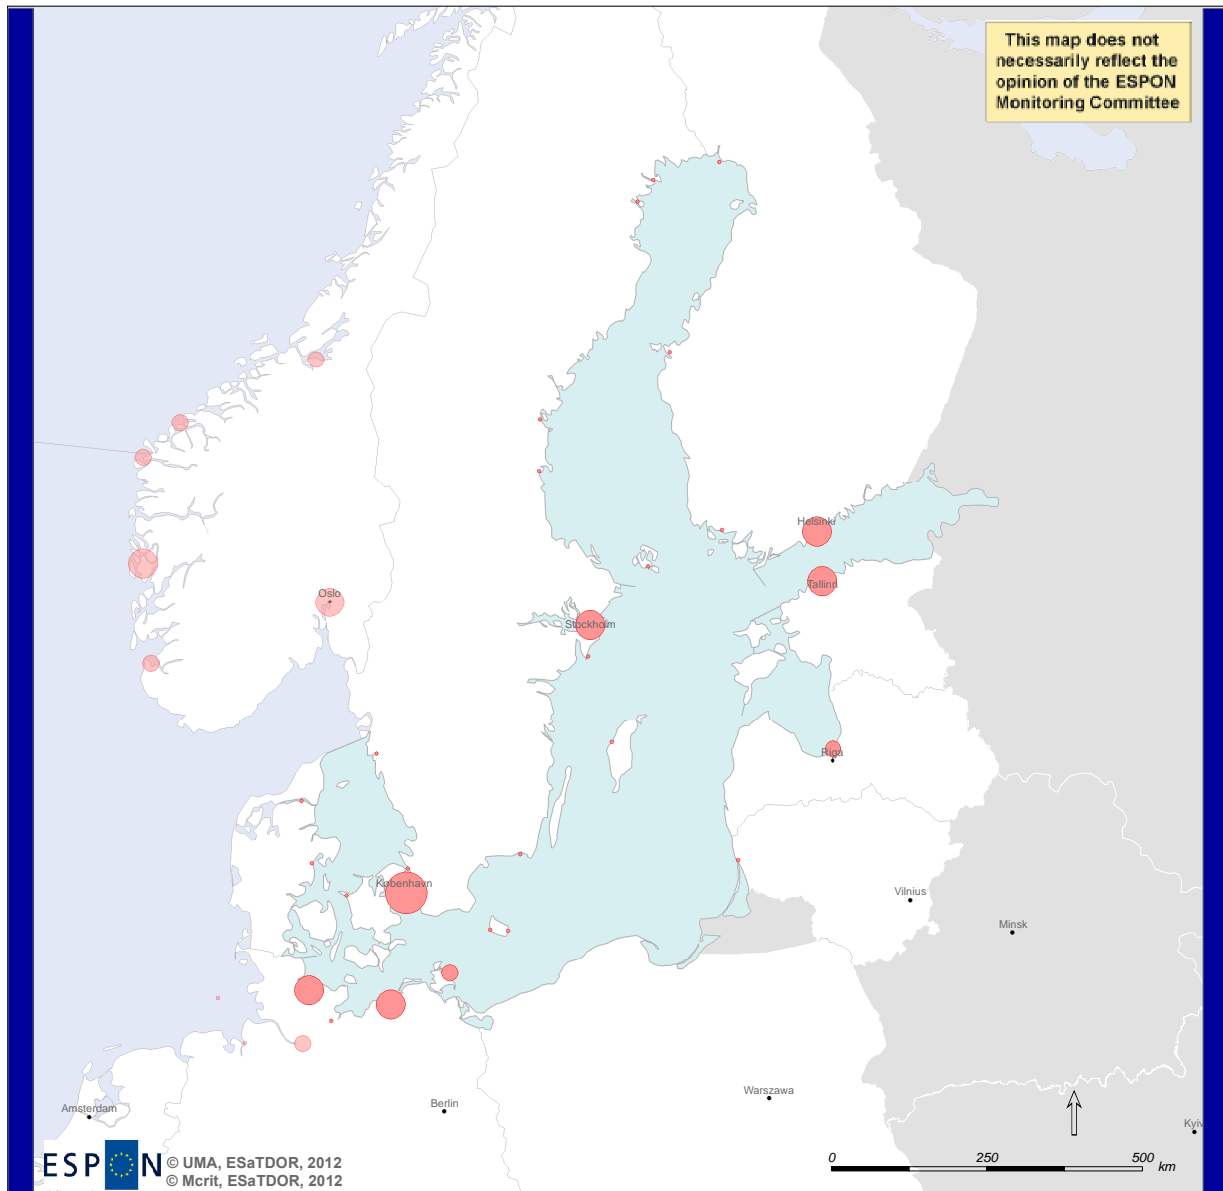 This map does not
necessarily reflect the
opinion of the ESPON
Monitoring Committee
Helsinki
Tallinn
Oslo
Stockholm
Riga
København
Vilnius
Minsk
Warszawa
Berlin
Amsterdam
Kyiv
ESPON
© UMA, ESaTDOR, 2012
© Mcrit, ESaTDOR, 2012
0 250 500
km